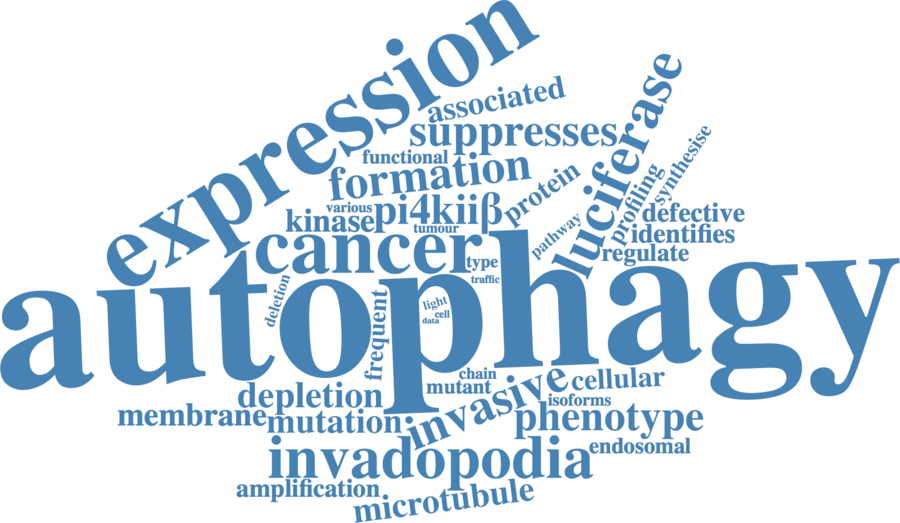 expression
associated
suppresses
luciferase
functional
formation
synthesise
profiling
protein
various
kinase
pi4kiiβ
tumour
defective
pathway
identifies
cancer
type
regulate
autophagy
traffic
deletion
light
cell
data
frequent
chain
mutant
invasive
cellular
depletion
isoforms
membrane
mutation
phenotype
invadopodia
endosomal
amplification
microtubule